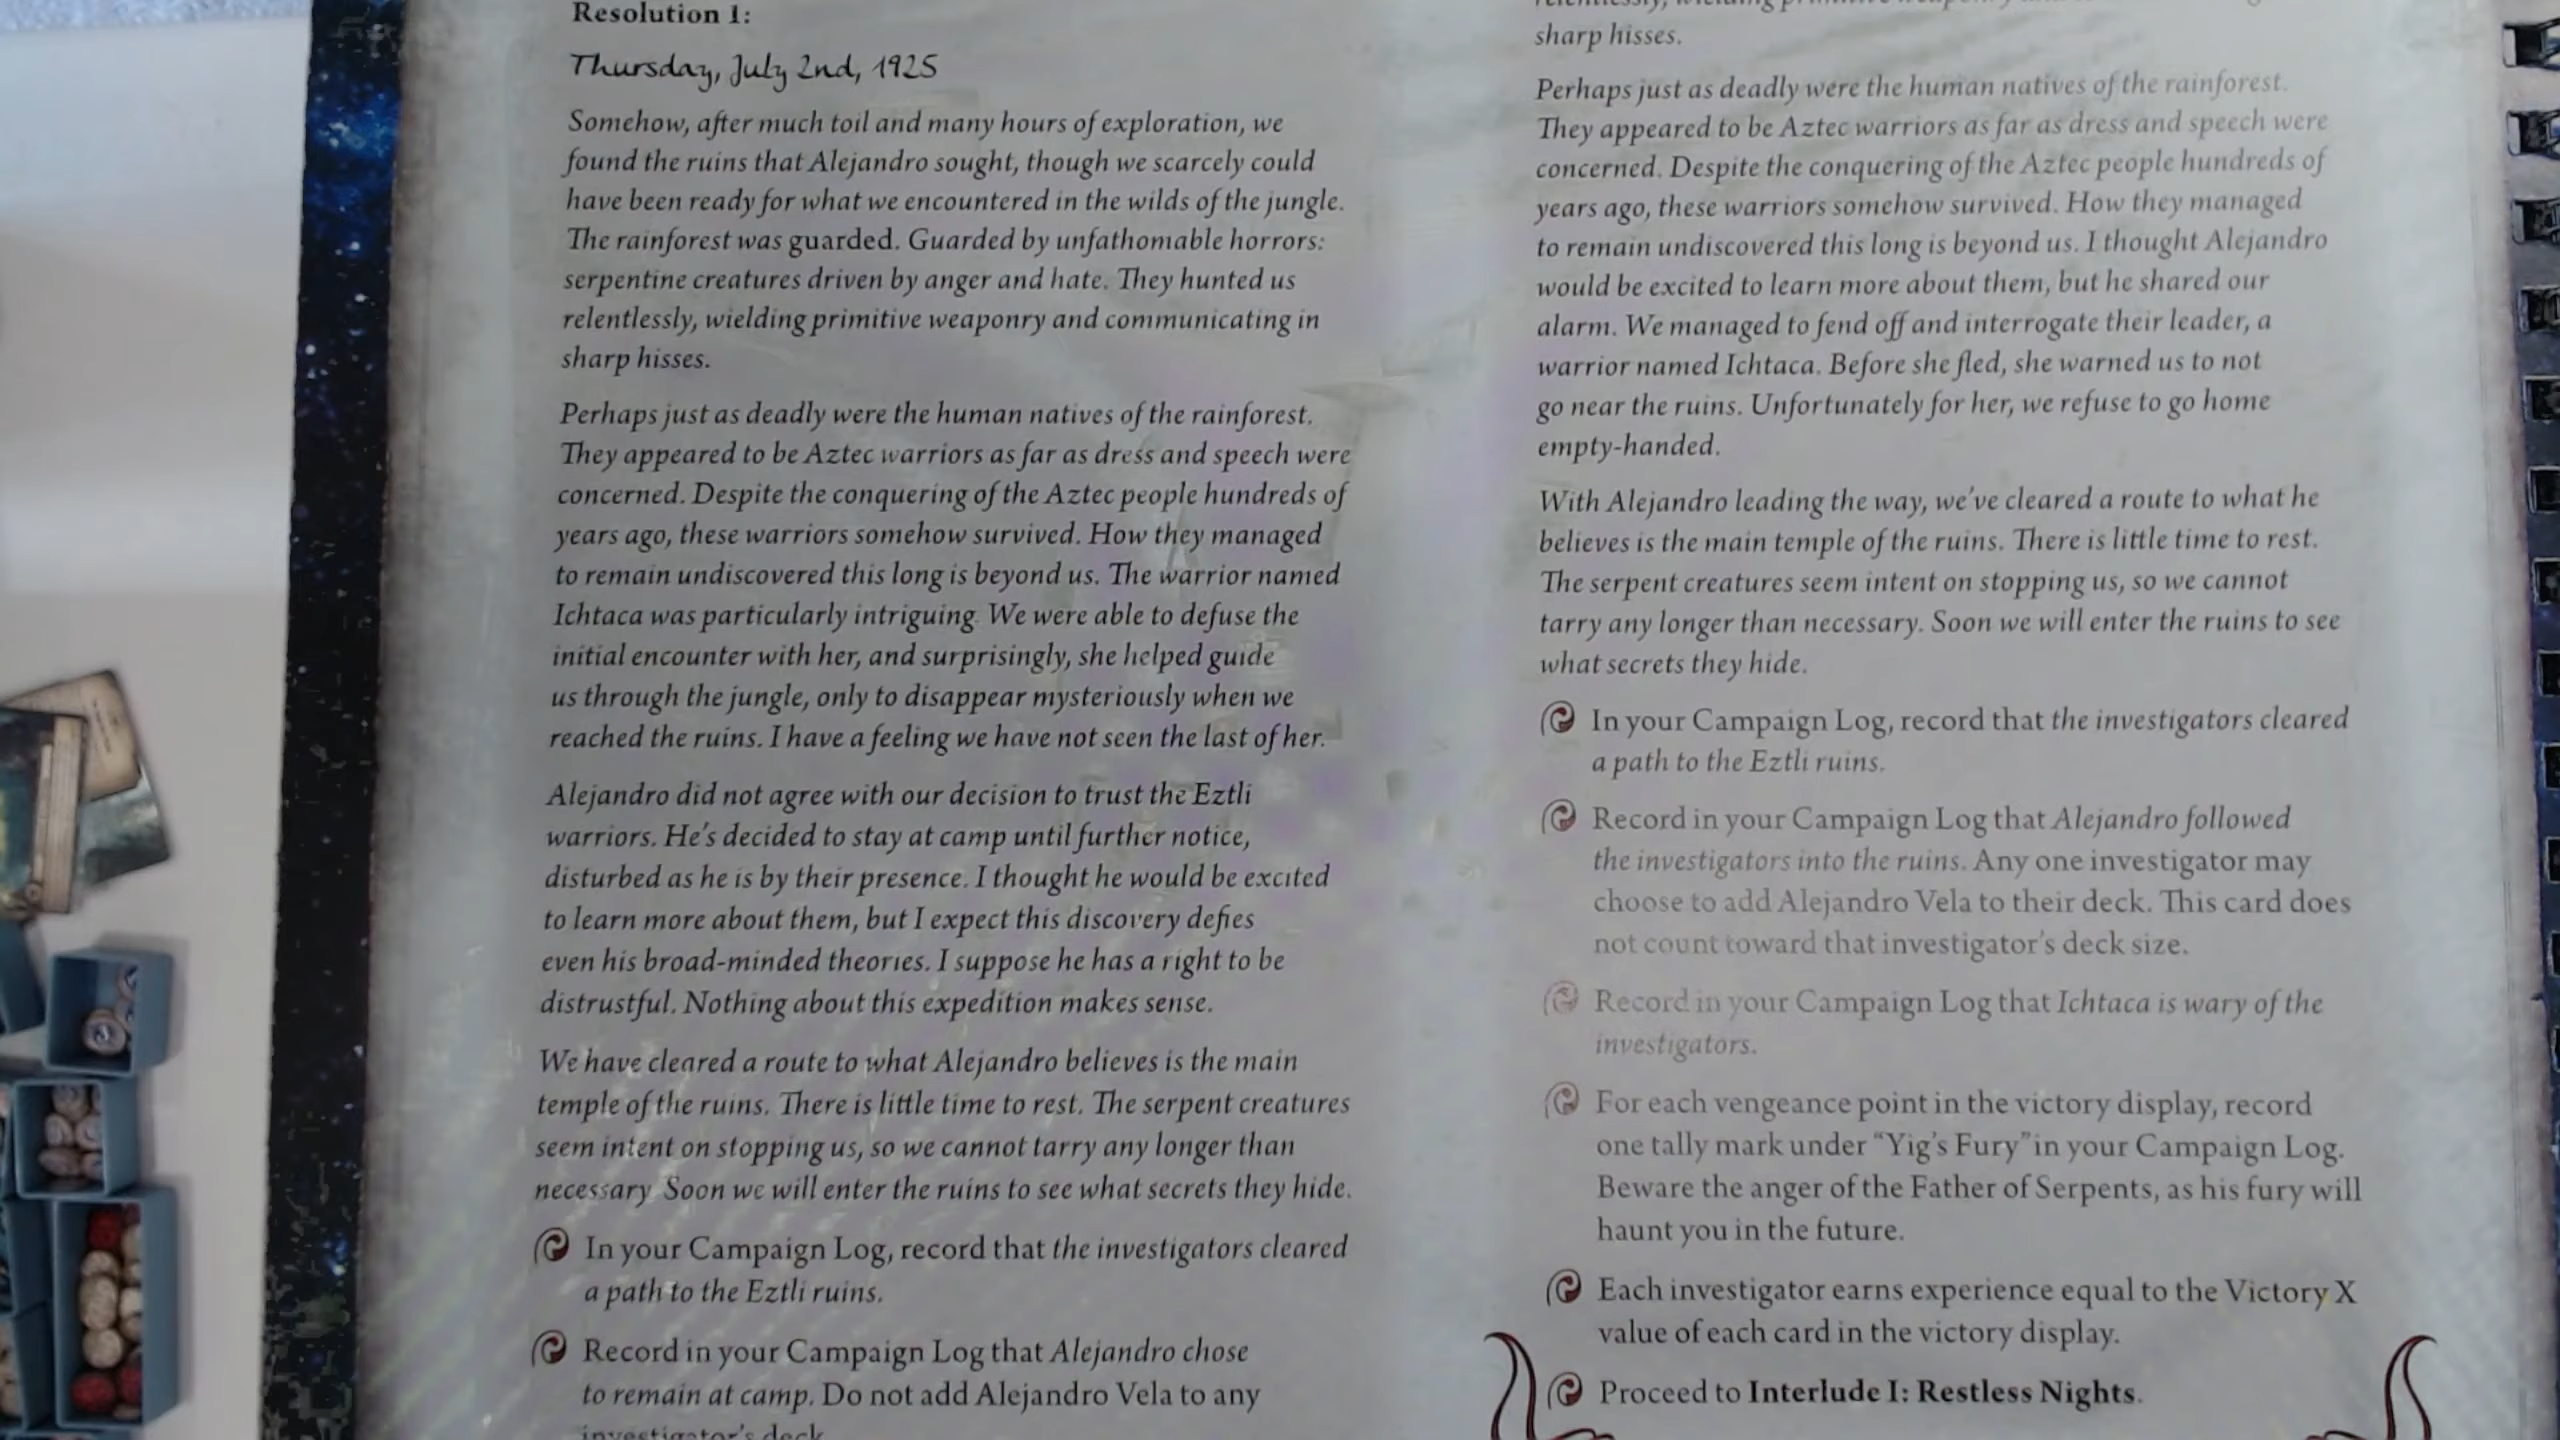 Resolution 1:
Thursday, July 2nd, 1925
Somehow, after much toil and many hours of exploration, we
found the ruins that Alejandro sought, though we scarcely could
have been ready for what we encountered in the wilds of the jungle.
The rainforest was guarded. Guarded by unfathomable horrors:
serpentine creatures driven by anger and hate. They hunted us
relentlessly, wielding primitive weaponry and communicating in
sharp hisses.
Perhaps just as deadly were the human natives of the rainforest.
They appeared to be Aztec warriors as far as dress and speech were
concerned. Despite the conquering of the Aztec people hundreds of
years ago, these warriors somehow survived. How they managed
to remain undiscovered this long is beyond us. The warrior named
Ichtaca was particularly intriguing. We were able to defuse the
initial encounter with her, and surprisingly, she helped guide
us through the jungle, only to disappear mysteriously when we
reached the ruins. I have a feeling we have not seen the last of her.
Alejandro did not agree with our decision to trust the Eztli
warriors. He's decided to stay at camp until further notice,
disturbed as he is by their presence. I thought he would be excited
to learn more about them, but I expect this discovery defies
even his broad-minded theories. I suppose he has a right to be
distrustful. Nothing about this expedition makes sense.
We have cleared a route to what Alejandro believes is the main
temple of the ruins. There is little time to rest. The serpent creatures
seem intent on stopping us, so we cannot tarry any longer than
necessary. Soon we will enter the ruins to see what secrets they hide.
In your Campaign Log, record that the investigators cleared
a path to the Eztli ruins.
Record in your Campaign Log that Alejandro chose
to remain at camp. Do not add Alejandro Vela to any
investigator's deck
sharp hisses.
Perhaps just as deadly were the human natives of the rainforest.
They appeared to be Aztec warriors as far as dress and speech were
concerned. Despite the conquering of the Aztec people hundreds of
years ago, these warriors somehow survived. How they managed
to remain undiscovered this long is beyond us. I thought Alejandro
would be excited to learn more about them, but he shared our
alarm. We managed to fend off and interrogate their leader, a
warrior named Ichtaca. Before she fled, she warned us to not
go near the ruins. Unfortunately for her, we refuse to go home
empty-handed.
With Alejandro leading the way, we've cleared a route to what he
believes is the main temple of the ruins. There is little time to rest.
The serpent creatures seem intent on stopping us, so we cannot
tarry any longer than necessary. Soon we will enter the ruins to see
what secrets they hide.
In your Campaign Log, record that the investigators cleared
a path to the Eztli ruins.
Record in your Campaign Log that Alejandro followed
the investigators into the ruins. Any one investigator may
choose to add Alejandro Vela to their deck. This card does
not count toward that investigator's deck size.
Record in your Campaign Log that Ichtaca is wary of the
investigators.
For each vengeance point in the victory display, record
one tally mark under “Yig's Fury” in your Campaign Log.
Beware the anger of the Father of Serpents, as his fury will
haunt you in the future.
Each investigator earns experience equal to the Victory X
value of each card in the victory display.
Proceed to Interlude I: Restless Nights.